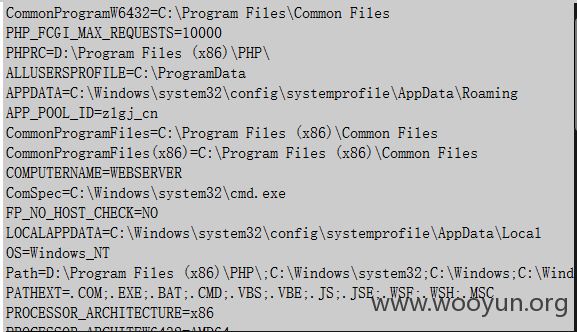 CommonProgramW6432=C:\Program Files\Common Files
PHP_FCGI_MAX_REQUESTS=10000
PHPRC=D:\Program Files (x86)\PHP\
ALLUSERSPROFILE=C:\ProgramData
APPDATA=C:\Windows\system32\config\systemprofile\AppData\Roaming
APP_POOL_ID=zlgj_cn
CommonProgramFiles=C:\Program Files (x86)\Common Files
CommonProgramFiles(x86)=C:\Program Files (x86)\Common Files
COMPUTERNAME=WEBSERVER
ComSpec=C:\Windows\system32\cmd.exe
FP_NO_HOST_CHECK=NO
LOCALAPPDATA=C:\Windows\system32\config\systemprofile\AppData\Local
OS=Windows_NT
Path=D:\Program Files (x86)\PHP\;C:\Windows\system32;C:\Windows;C:\Wind
PATHEXT=.COM;.EXE;.BAT;.CMD;.VBS;.VBE;.JS;.JSE;.WSF;.WSH;.MSC
www.wooyun.org
PROCESSOR_ARCHITECTURE=x86
PROCESSOR_ARCHITEW6432=AMD64